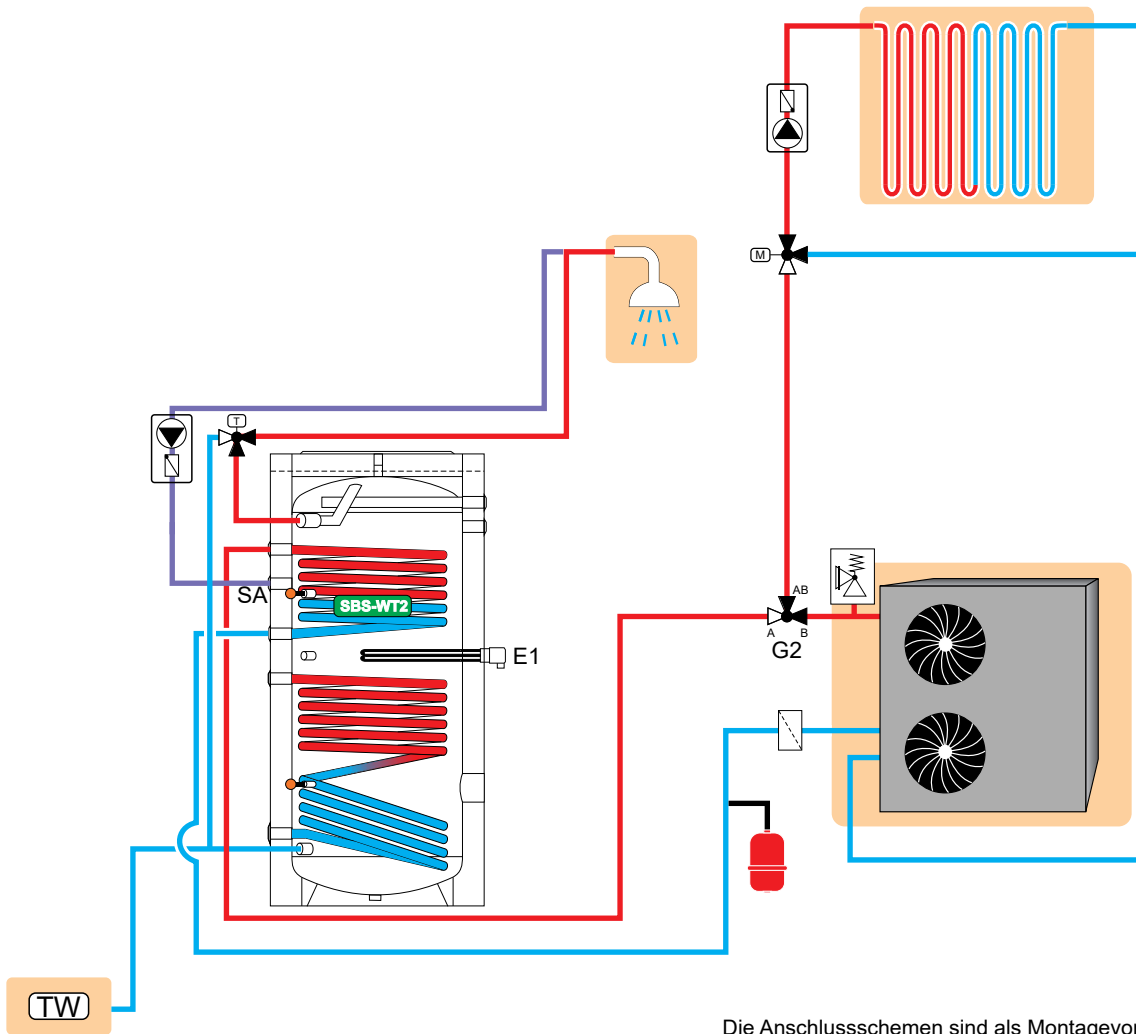 M
T
SA
SBS-WT2
E1
AB
A
B
G2
TW
Die Anschlussschemen sind als Montagevor